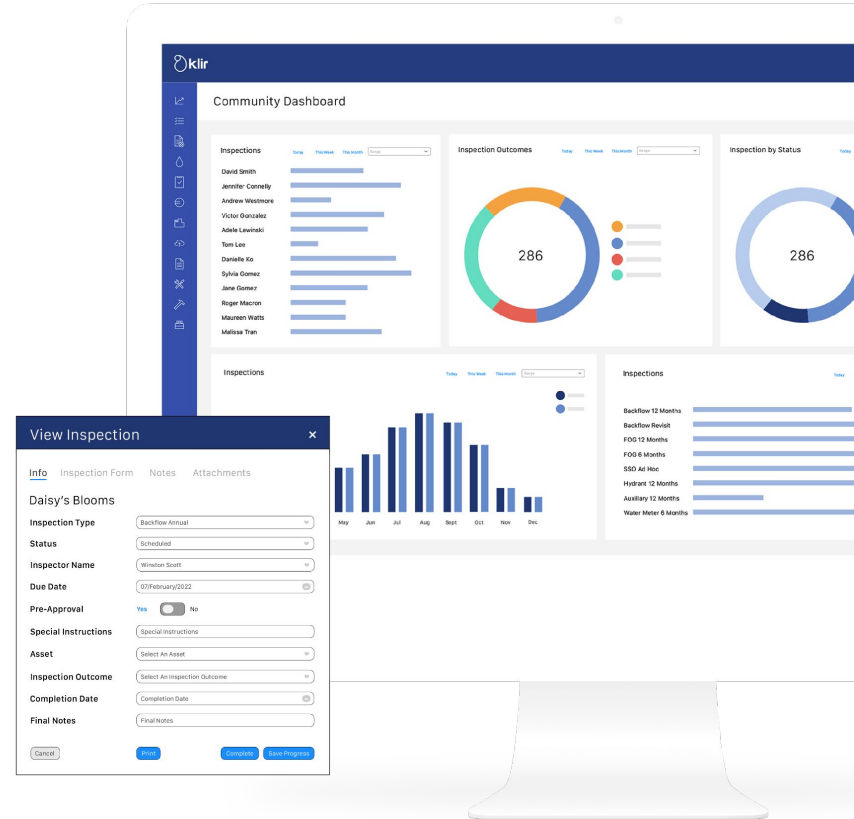 klir
Community Dashboard
Inspections
Today This Week This Month Range
David Smith
Jennifer Connelly
Andrew Westmore
Victor Gonzalez
Adele Lewinski
Tom Lee
Danielle Ko
Sylvia Gomez
Jane Gomez
Roger Macron
Maureen Watts
Malissa Tran
Inspection Outcomes
Today This Week This Month Range
286
Inspection by Status
Today
286
Inspections
Today This Week This Month Range
May Jun Jul Aug Sept Oct Nov Dec
Inspections
Today
Backflow 12 Months
Backflow Revisit
FOG 12 Months
FOG 6 Months
SSO Ad Hoc
Hydrant 12 Months
Auxillary 12 Months
Water Meter 6 Months
View Inspection ×
Info Inspection Form Notes Attachments
Daisy's Blooms
Inspection Type Backflow Annual
Status Scheduled
Inspector Name Winston Scott
Due Date 07/February/2022
Pre-Approval Yes No
Special Instructions Special Instructions
Asset Select An Asset
Inspection Outcome Select An Inspection Outcome
Completion Date Completion Date
Final Notes Final Notes
Cancel Print Complete Save Progress